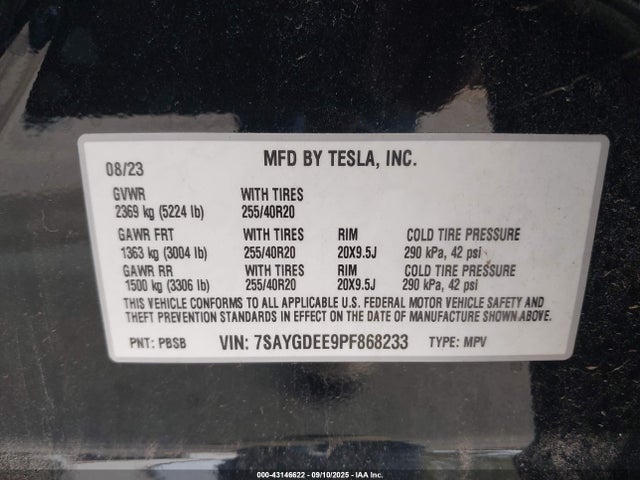 08/23 MFD BY TESLA, INC.
GVWR WITH TIRES
2369 kg (5224 lb) 255/40R20
GAWR FRT WITH TIRES RIM COLD TIRE PRESSURE
1363 kg (3004 lb) 255/40R20 20X9.5J 290 kPa, 42 psi
GAWR RR WITH TIRES RIM COLD TIRE PRESSURE
1500 kg (3306 lb) 255/40R20 20X9.5J 290 kPa, 42 psi
THIS VEHICLE CONFORMS TO ALL APPLICABLE U.S. FEDERAL MOTOR VEHICLE SAFETY AND
THEFT PREVENTION STANDARDS IN EFFECT ON THE DATE OF MANUFACTURE SHOWN ABOVE.
PNT: PBSB VIN: 7SAYGDEE9PF868233 TYPE: MPV
000-43146622 - 09/10/2025 - IAA Inc.